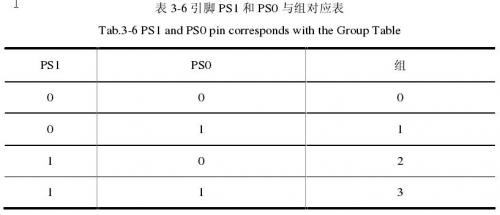 表 3-6 引脚 PS1 和 PS0 与组对应表
Tab.3-6 PS1 and PS0 pin corresponds with the Group Table
PS1 PS0 组
0 0 0
0 1 1
1 0 2
1 1 3